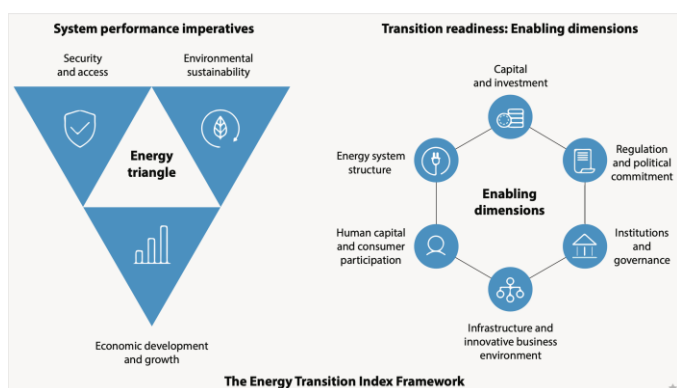 System performance imperatives
Security
and access
Environmental
sustainability
Energy
triangle
Economic development
and growth
Transition readiness: Enabling dimensions
Capital
and investment
Energy system
structure
Regulation
and political
commitment
Enabling
dimensions
Human capital
and consumer
participation
Institutions
and
governance
Infrastructure and
innovative business
environment
The Energy Transition Index Framework